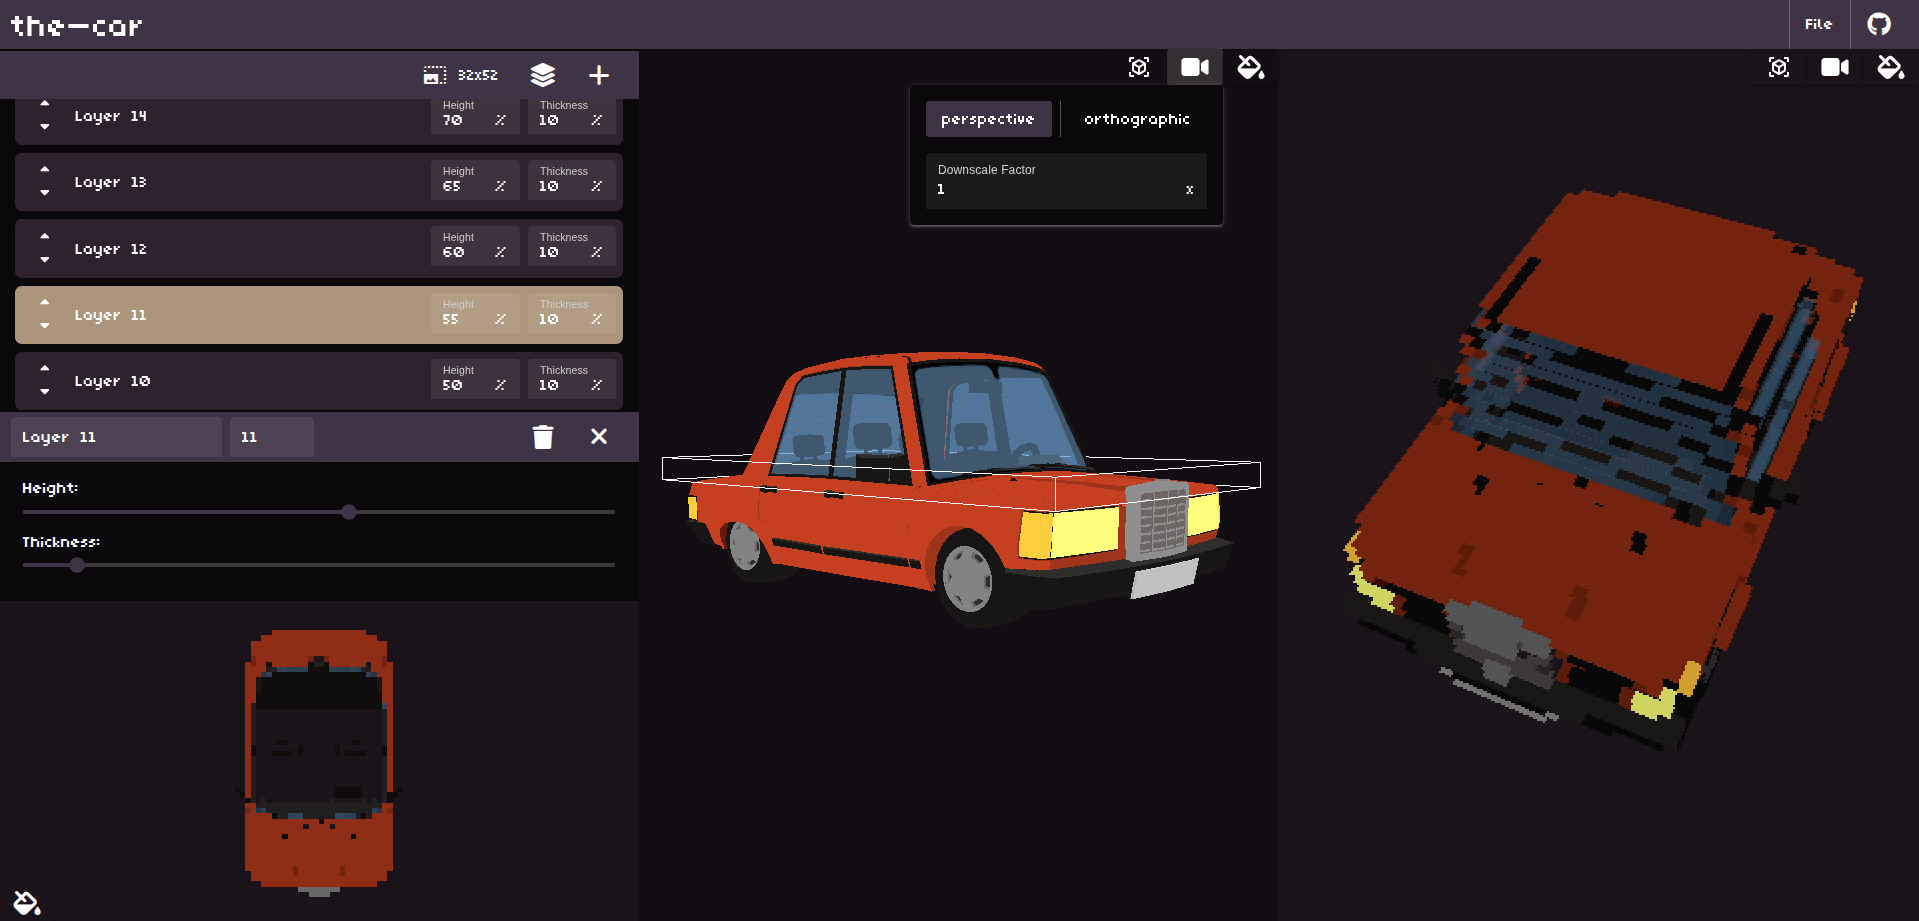 the-car
File
32x52
Layer 14
Height
70 %
Thickness
10 %
Layer 13
Height
65 %
Thickness
10 %
Layer 12
Height
60 %
Thickness
10 %
Layer 11
Height
55 %
Thickness
10 %
Layer 10
Height
50 %
Thickness
10 %
Layer 11
11
Height:
Thickness:
perspective
orthographic
Downscale Factor
1 x